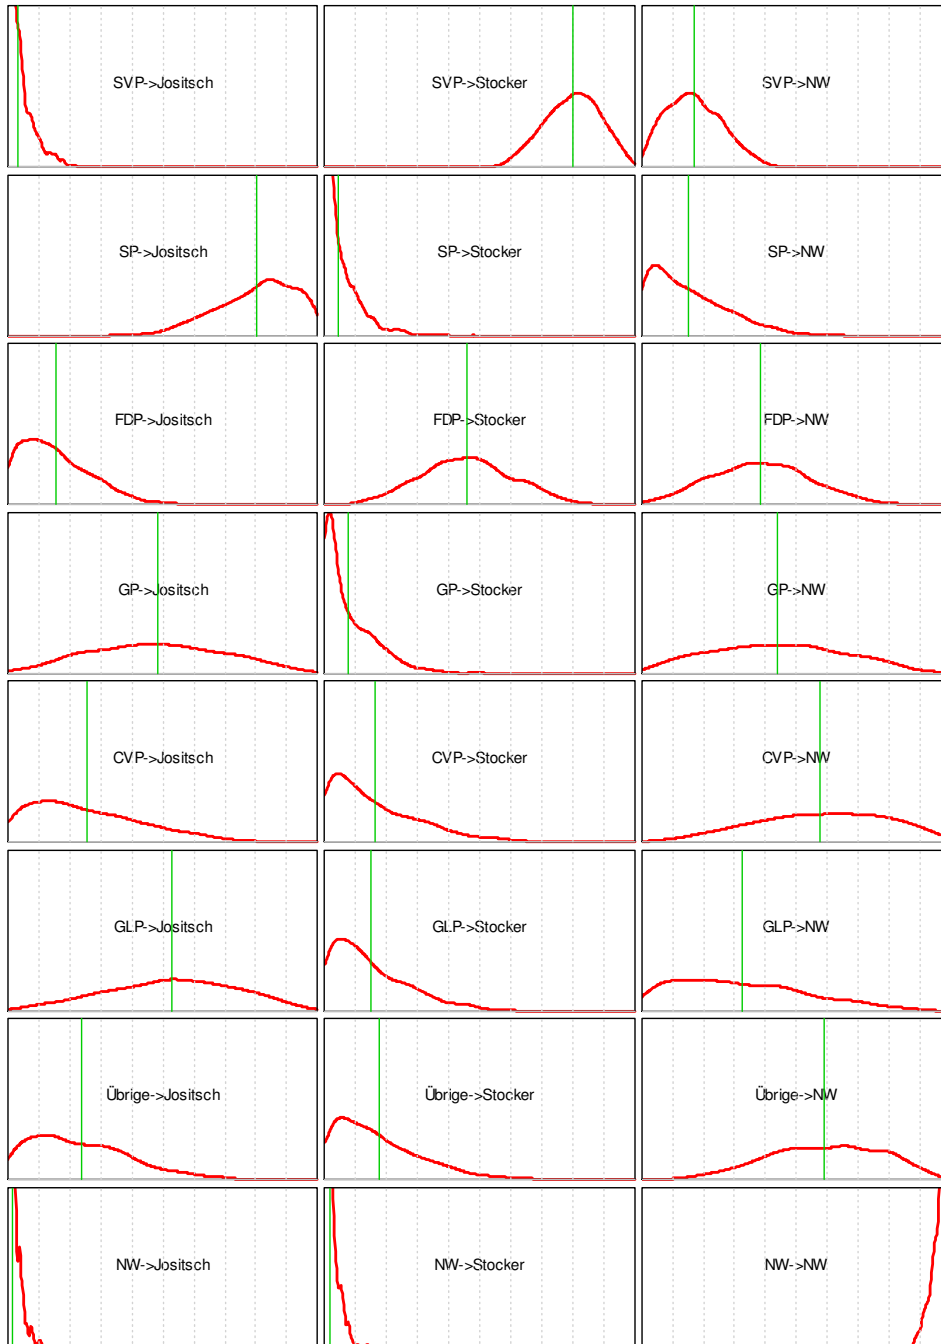 SVP->Jositsch
SVP->Stocker
SVP->NW
SP->Jositsch
SP->Stocker
SP->NW
FDP->Jositsch
FDP->Stocker
FDP->NW
GP->Jositsch
GP->Stocker
GP->NW
CVP->Jositsch
CVP->Stocker
CVP->NW
GLP->Jositsch
GLP->Stocker
GLP->NW
Übrige->Jositsch
Übrige->Stocker
Übrige->NW
NW->Jositsch
NW->Stocker
NW->NW